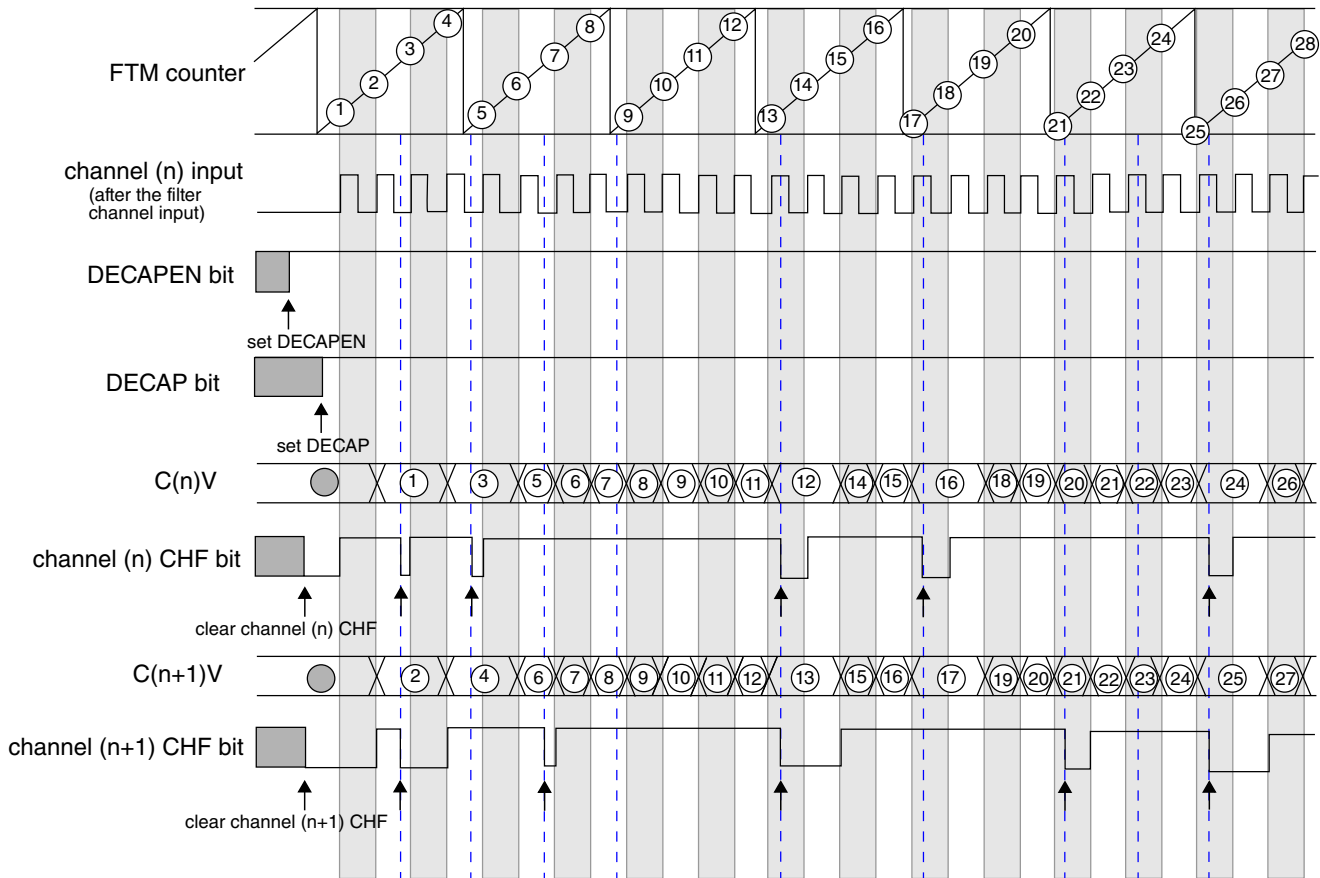 FTM counter
1 2 3 4 5 6 7 8 9 10 11 12 13 14 15 16 17 18 19 20 21 22 23 24 25 26 27 28
channel (n) input
(after the filter
channel input)
DECAPEN bit
set DECAPEN
DECAP bit
set DECAP
C(n)V
1 3 5 6 7 8 9 10 11 12 14 15 16 18 19 20 21 22 23 24 26
channel (n) CHF bit
clear channel (n) CHF
C(n+1)V
2 4 6 7 8 9 10 11 12 13 15 16 17 19 20 21 22 23 24 25 27
channel (n+1) CHF bit
clear channel (n+1) CHF